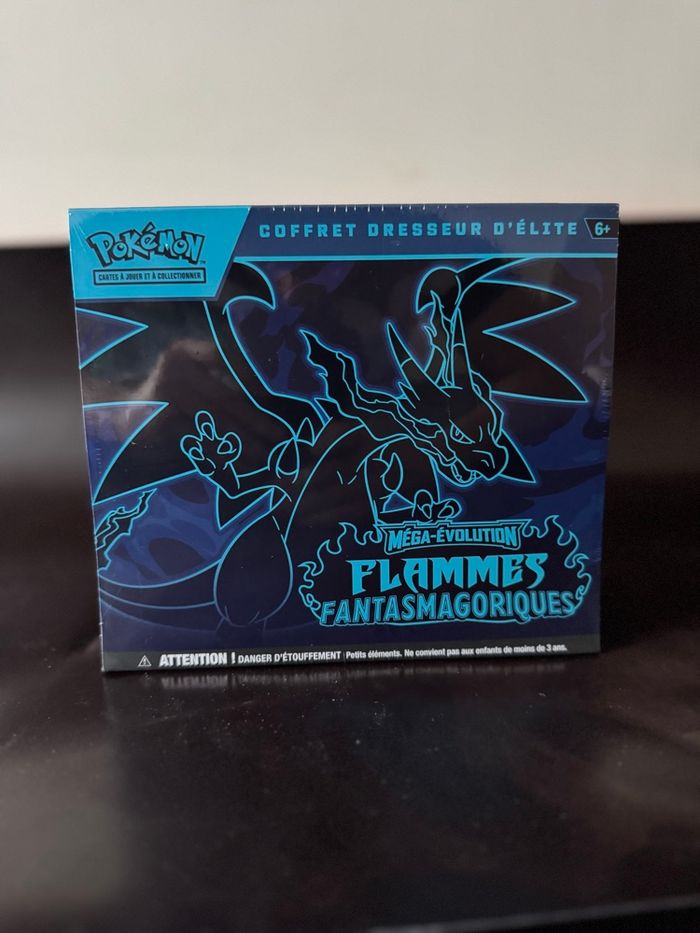 POKÉMON
CARTES À JOUER ET À COLLECTIONNER
COFFRET DRESSEUR D'ÉLITE 6+
MÉGA-ÉVOLUTION
FLAMMES
FANTASMAGORIQUES
ATTENTION ! DANGER D'ÉTOUFFEMENT Petits éléments. Ne convient pas aux enfants de moins de 3 ans.